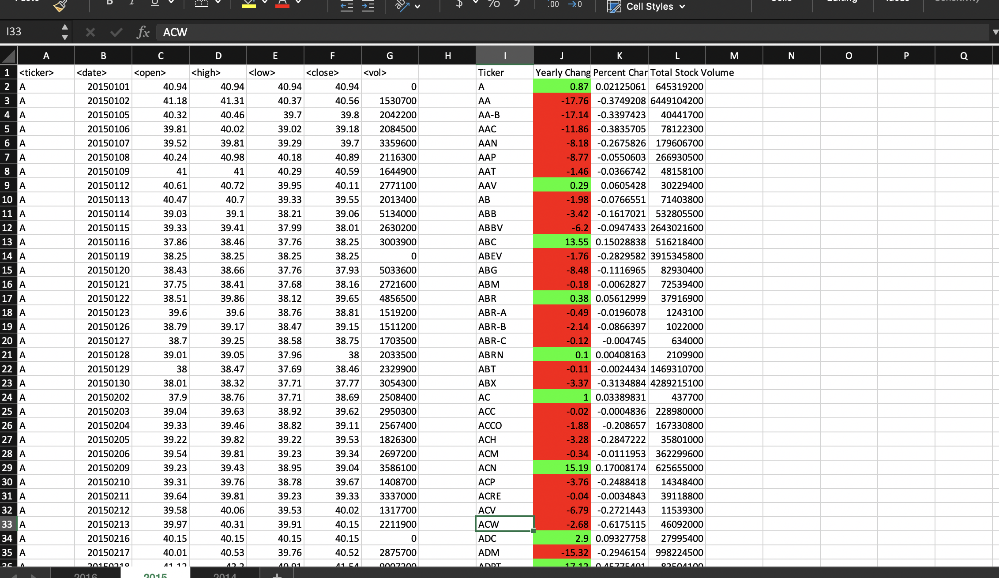 Cell Styles
I33 fx ACW
A B C D E F G H I J K L M N O P Q
1 <ticker> <date> <open> <high> <low> <close> <vol> Ticker Yearly Chang Percent Char Total Stock Volume
2 A 20150101 40.94 40.94 40.94 40.94 0 A 0.87 0.02125061 645319200
3 A 20150102 41.18 41.31 40.37 40.56 1530700 AA -17.76 -0.3749208 6449104200
4 A 20150105 40.32 40.46 39.7 39.8 2042200 AA-B -17.14 -0.3397423 40441700
5 A 20150106 39.81 40.02 39.02 39.18 2084500 AAC -11.86 -0.3835705 78122300
6 A 20150107 39.52 39.81 39.29 39.7 3359600 AAN -8.18 -0.2675826 179606700
7 A 20150108 40.24 40.98 40.18 40.89 2116300 AAP -8.77 -0.0550603 266930500
8 A 20150109 41 41 40.29 40.59 1644900 AAT -1.46 -0.0366742 48158100
9 A 20150112 40.61 40.72 39.95 40.11 2771100 AAV 0.29 0.0605428 30229400
10 A 20150113 40.47 40.7 39.33 39.55 2013400 AB -1.98 -0.0766551 71403800
11 A 20150114 39.03 39.1 38.21 39.06 5134000 ABB -3.42 -0.1617021 532805500
12 A 20150115 39.33 39.41 37.99 38.01 2630200 ABBV -6.2 -0.0947433 2643021600
13 A 20150116 37.86 38.46 37.76 38.25 3003900 ABC 13.55 0.15028838 516218400
14 A 20150119 38.25 38.25 38.25 38.25 0 ABEV -1.76 -0.2829582 3915345800
15 A 20150120 38.43 38.66 37.76 37.93 5033600 ABG -8.48 -0.1116965 82930400
16 A 20150121 37.75 38.41 37.68 38.16 2721600 ABM -0.18 -0.0062827 72539400
17 A 20150122 38.51 39.86 38.12 39.65 4856500 ABR 0.38 0.05612999 37916900
18 A 20150123 39.6 39.6 38.76 38.81 1519200 ABR-A -0.49 -0.0196078 1243100
19 A 20150126 38.79 39.17 38.47 39.15 1511200 ABR-B -2.14 -0.0866397 1022000
20 A 20150127 38.7 39.25 38.58 38.75 1703500 ABR-C -0.12 -0.004745 634000
21 A 20150128 39.01 39.05 37.96 38 2033500 ABRN 0.1 0.00408163 2109900
22 A 20150129 38 38.47 37.69 38.46 2329900 ABT -0.11 -0.0024434 1469310700
23 A 20150130 38.01 38.32 37.71 37.77 3054300 ABX -3.37 -0.3134884 4289215100
24 A 20150202 37.9 38.76 37.71 38.69 2508400 AC 1 0.03389831 437700
25 A 20150203 39.04 39.63 38.92 39.62 2950300 ACC -0.02 -0.0004836 228980000
26 A 20150204 39.33 39.46 38.82 39.11 2567400 ACCO -1.88 -0.208657 167330800
27 A 20150205 39.22 39.82 39.22 39.53 1826300 ACH -3.28 -0.2847222 35801000
28 A 20150206 39.54 39.81 39.23 39.34 2697200 ACM -0.34 -0.0111953 362299600
29 A 20150209 39.23 39.43 38.95 39.04 3586100 ACN 15.19 0.17008174 625655000
30 A 20150210 39.31 39.76 38.78 39.67 1408700 ACP -3.76 -0.2488418 14348400
31 A 20150211 39.64 39.81 39.23 39.33 3337000 ACRE -0.04 -0.0034843 39118800
32 A 20150212 39.58 40.06 39.53 40.02 1317700 ACV -6.79 -0.2721443 11539300
33 A 20150213 39.97 40.31 39.91 40.15 2211900 ACW -2.68 -0.6175115 46092000
34 A 20150216 40.15 40.15 40.15 40.15 0 ADC 2.9 0.09327758 27995400
35 A 20150217 40.01 40.53 39.76 40.52 2875700 ADM -15.32 -0.2946154 998224500
2016 2015 2014 +